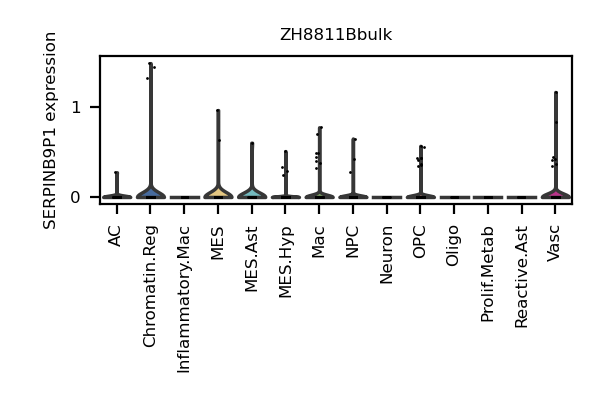 ZH8811Bbulk
SERPINB9P1 expression
1
0
AC
Chromatin.Reg
Inflammatory.Mac
MES
MES.Ast
MES.Hyp
Mac
NPC
Neuron
OPC
Oligo
Prolif.Metab
Reactive.Ast
Vasc